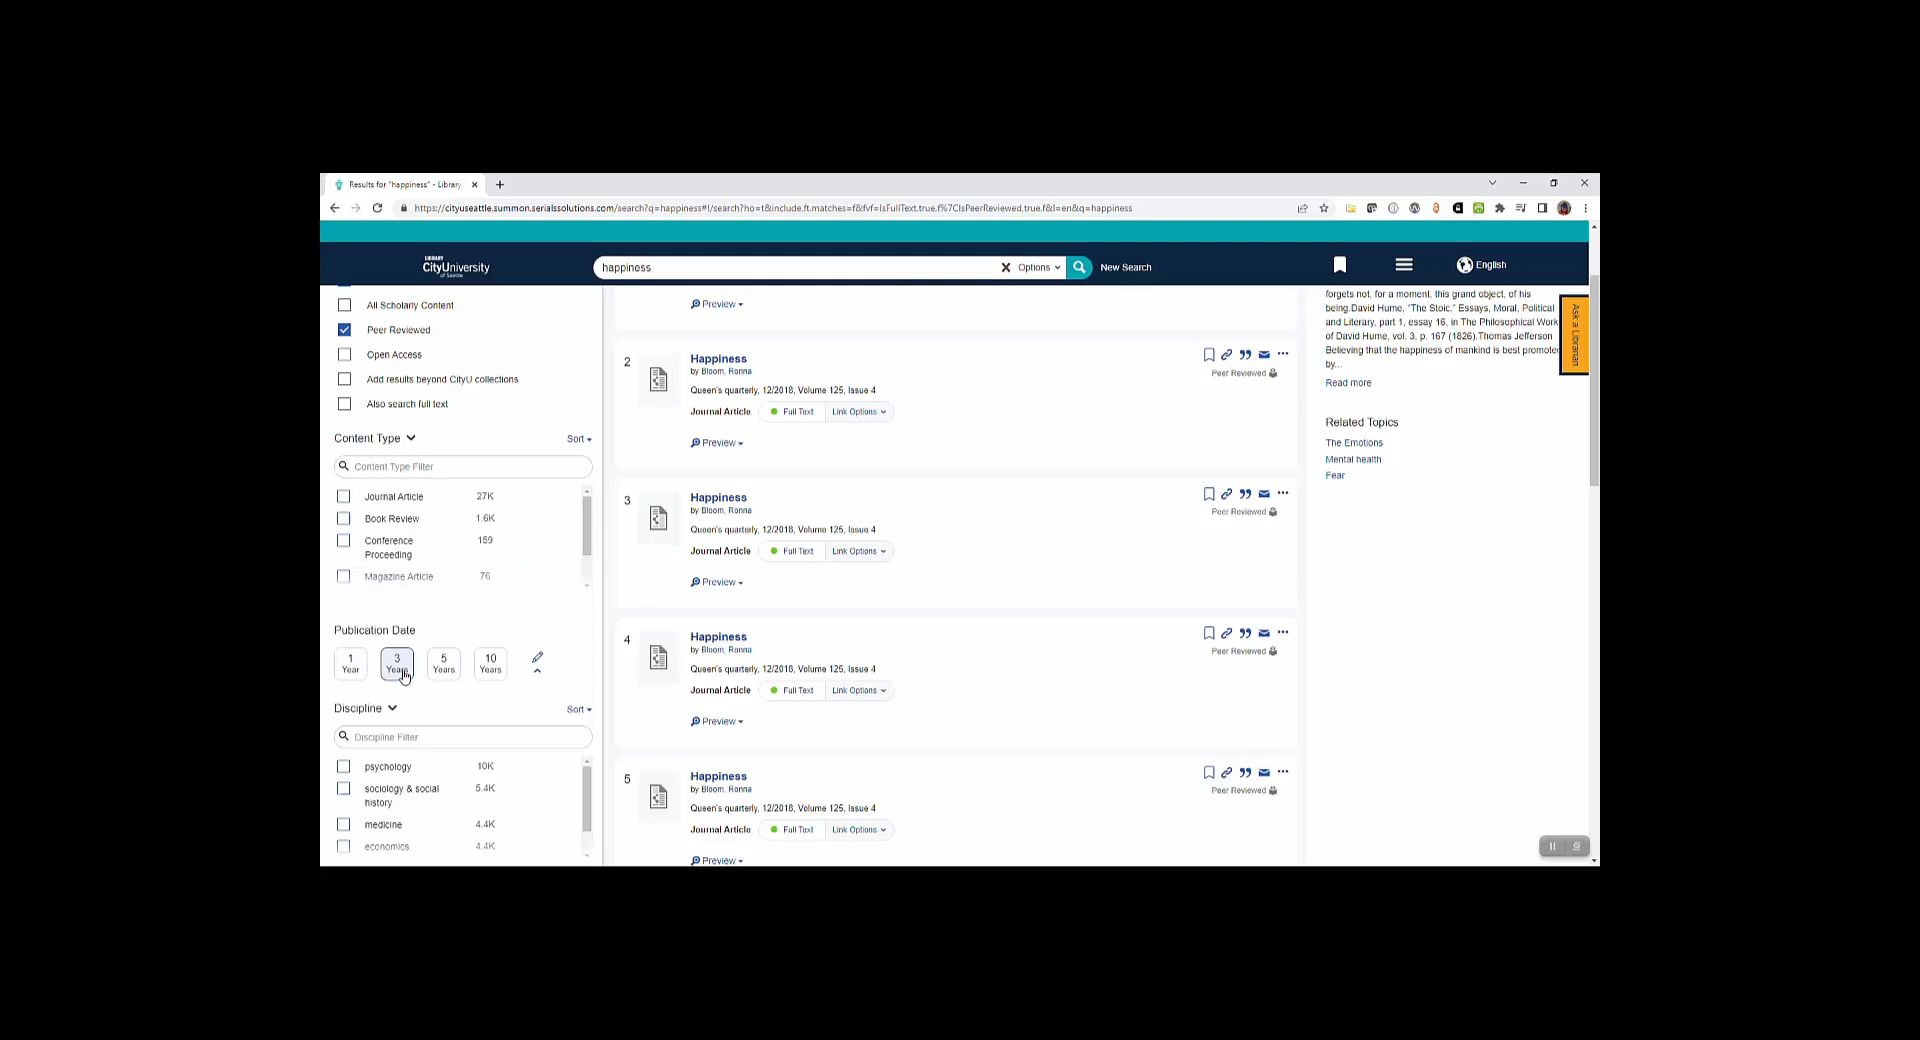 Results for "happiness" - Library
https://cityuseattle.summon.serialssolutions.com/search?q=happiness#!/search?ho=t&include.ft.matches=f&fvf=IsFullText,true,f%7CIsPeerReviewed,true,f&l=en&q=happiness
LIBRARY
CityUniversity
of Seattle
happiness
Options
New Search
English
All Scholarly Content
Peer Reviewed
Open Access
Add results beyond CityU collections
Also search full text
Content Type
Sort
Content Type Filter
Journal Article 27K
Book Review 1.6K
Conference 159
Proceeding
Magazine Article 76
Publication Date
1 3 5 10
Year Years Years Years
Discipline
Sort
Discipline Filter
psychology 10K
sociology & social 5.4K
history
medicine 4.4K
economics 4.4K
Preview
2
Happiness
by Bloom, Ronna
Peer Reviewed
Queen's quarterly, 12/2018, Volume 125, Issue 4
Journal Article Full Text Link Options
Preview
3
Happiness
by Bloom, Ronna
Peer Reviewed
Queen's quarterly, 12/2018, Volume 125, Issue 4
Journal Article Full Text Link Options
Preview
4
Happiness
by Bloom, Ronna
Peer Reviewed
Queen's quarterly, 12/2018, Volume 125, Issue 4
Journal Article Full Text Link Options
Preview
5
Happiness
by Bloom, Ronna
Peer Reviewed
Queen's quarterly, 12/2018, Volume 125, Issue 4
Journal Article Full Text Link Options
Preview
forgets not, for a moment, this grand object, of his
being.David Hume, "The Stoic," Essays, Moral, Political
and Literary, part 1, essay 16, in The Philosophical Work
of David Hume, vol. 3, p. 167 (1826).Thomas Jefferson
Believing that the happiness of mankind is best promote
by...
Read more
Related Topics
The Emotions
Mental health
Fear
Ask a Librarian